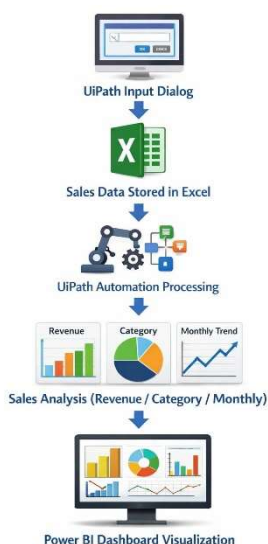 UiPath Input Dialog
X
Sales Data Stored in Excel
UiPath Automation Processing
Revenue
Category
Monthly Trend
Sales Analysis (Revenue / Category / Monthly)
Power BI Dashboard Visualization